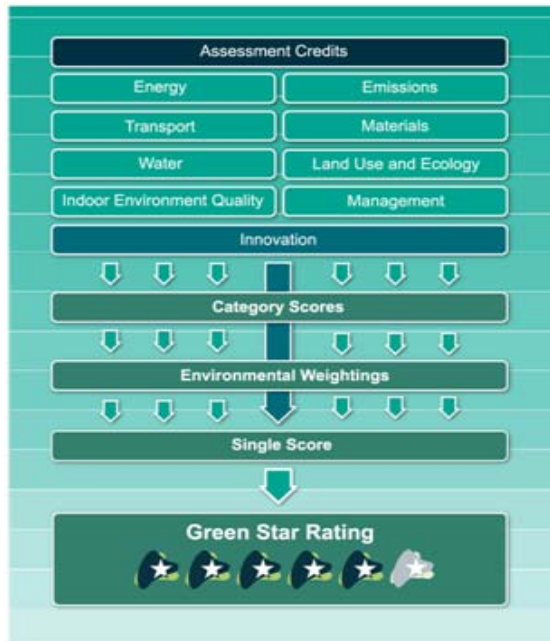 Assessment Credits
Energy
Emissions
Transport
Materials
Water
Land Use and Ecology
Indoor Environment Quality
Management
Innovation
Category Scores
Environmental Weightings
Single Score
Green Star Rating